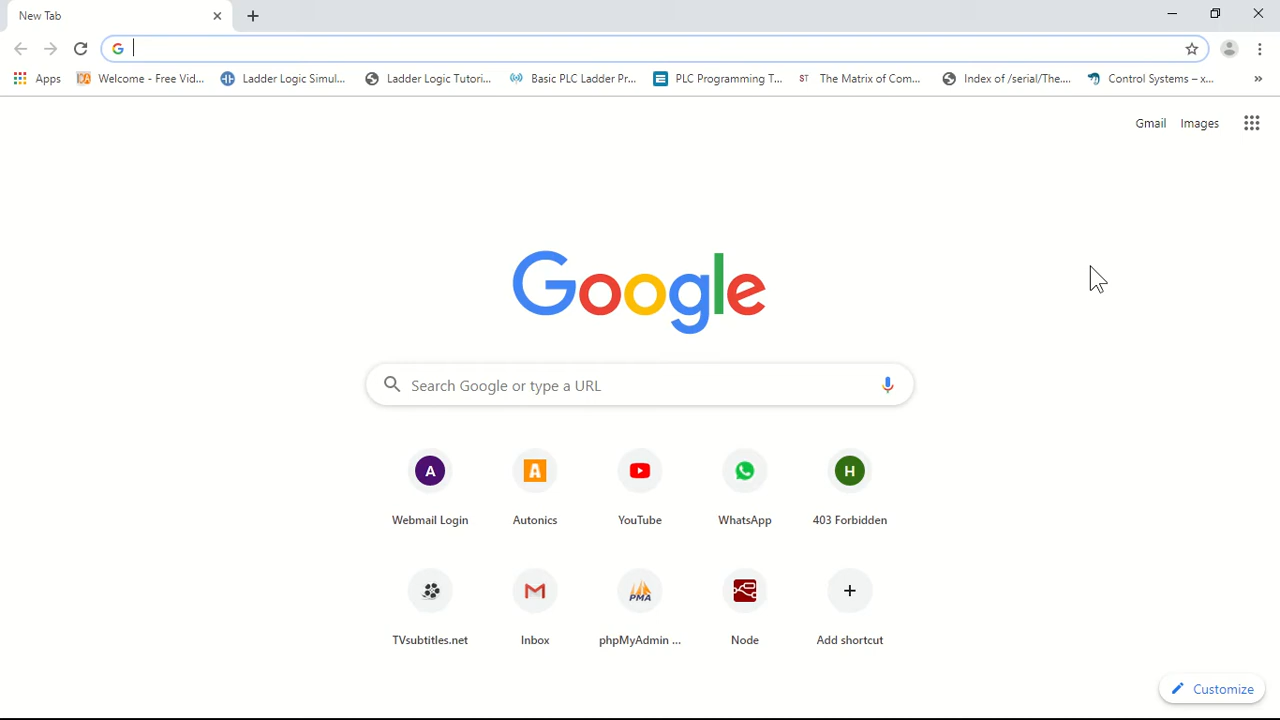 New Tab
Apps Welcome - Free Vid... Ladder Logic Simul... Ladder Logic Tutori... Basic PLC Ladder Pr... PLC Programming T... ST The Matrix of Com... Index of /serial/The.... Control Systems – x... »
Gmail Images
Google
Search Google or type a URL
A A H
Webmail Login Autonics YouTube WhatsApp 403 Forbidden
PMA
TVsubtitles.net Inbox phpMyAdmin ... Node Add shortcut
Customize